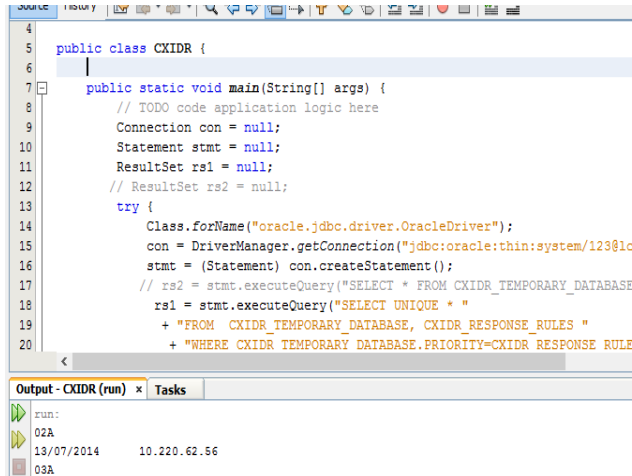 Source History
4
5 public class CXIDR {
6
7 public static void main(String[] args) {
8 // TODO code application logic here
9 Connection con = null;
10 Statement stmt = null;
11 ResultSet rs1 = null;
12 // ResultSet rs2 = null;
13 try {
14 Class.forName("oracle.jdbc.driver.OracleDriver");
15 con = DriverManager.getConnection("jdbc:oracle:thin:system/123@lo
16 stmt = (Statement) con.createStatement();
17 // rs2 = stmt.executeQuery("SELECT * FROM CXIDR_TEMPORARY_DATABASE
18 rs1 = stmt.executeQuery("SELECT UNIQUE * "
19 + "FROM CXIDR_TEMPORARY_DATABASE, CXIDR_RESPONSE_RULES "
20 + "WHERE CXIDR_TEMPORARY_DATABASE.PRIORITY=CXIDR_RESPONSE_RULE
Output - CXIDR (run) × Tasks
run:
02A
13/07/2014 10.220.62.56
03A